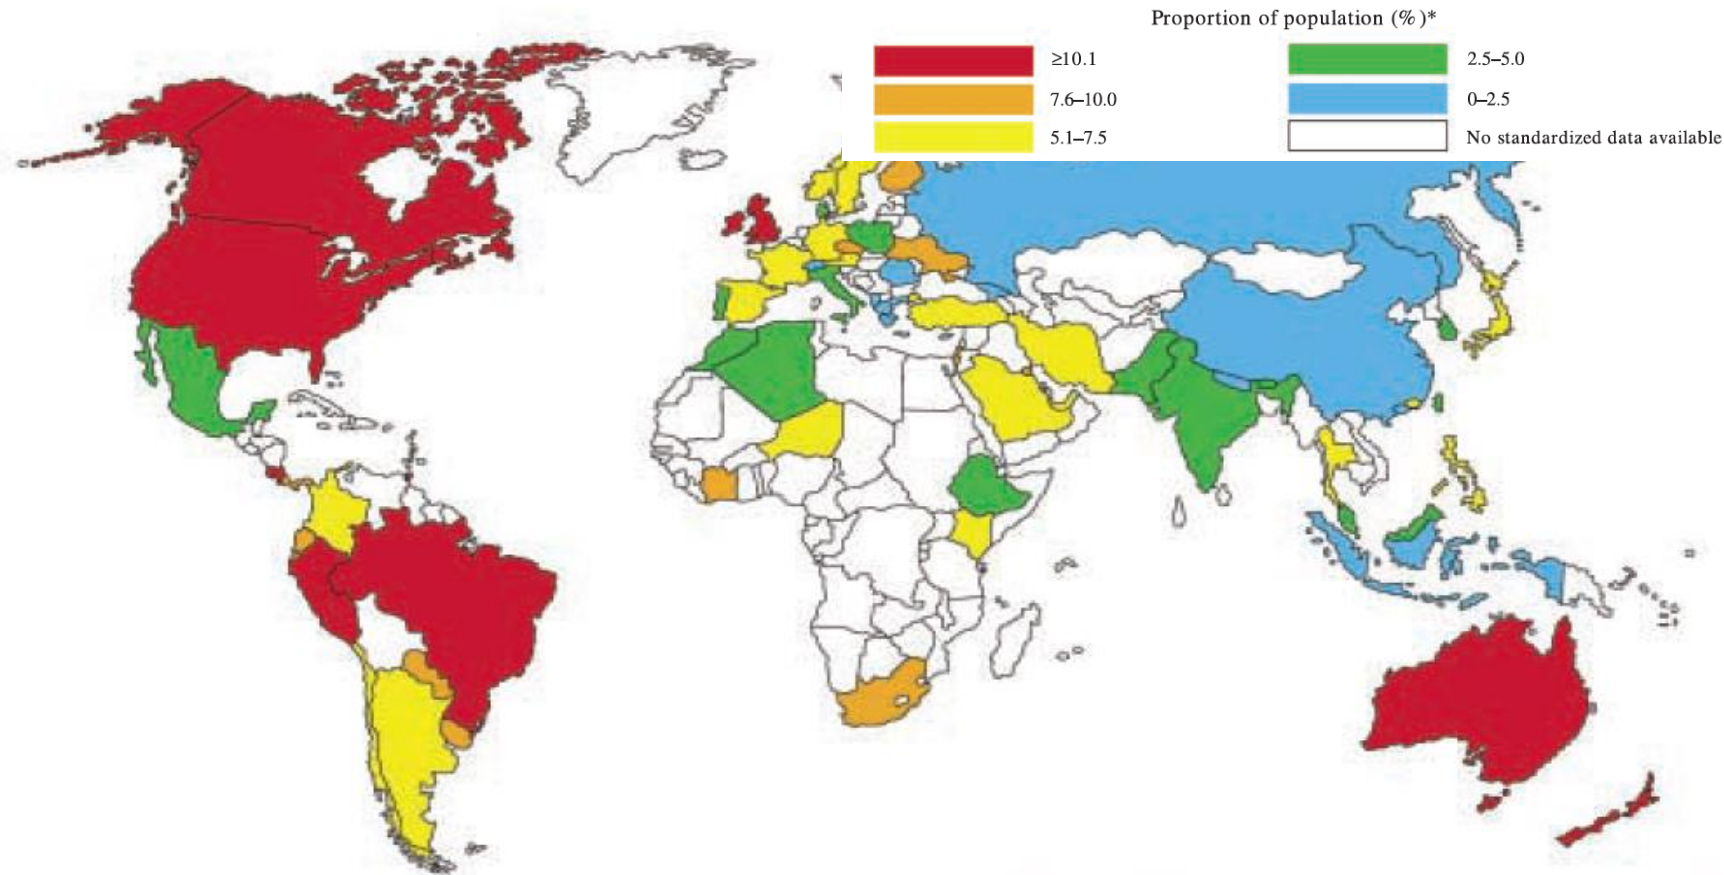 Proportion of population (%)*
≥10.1
7.6–10.0
5.1–7.5
2.5–5.0
0–2.5
No standardized data available